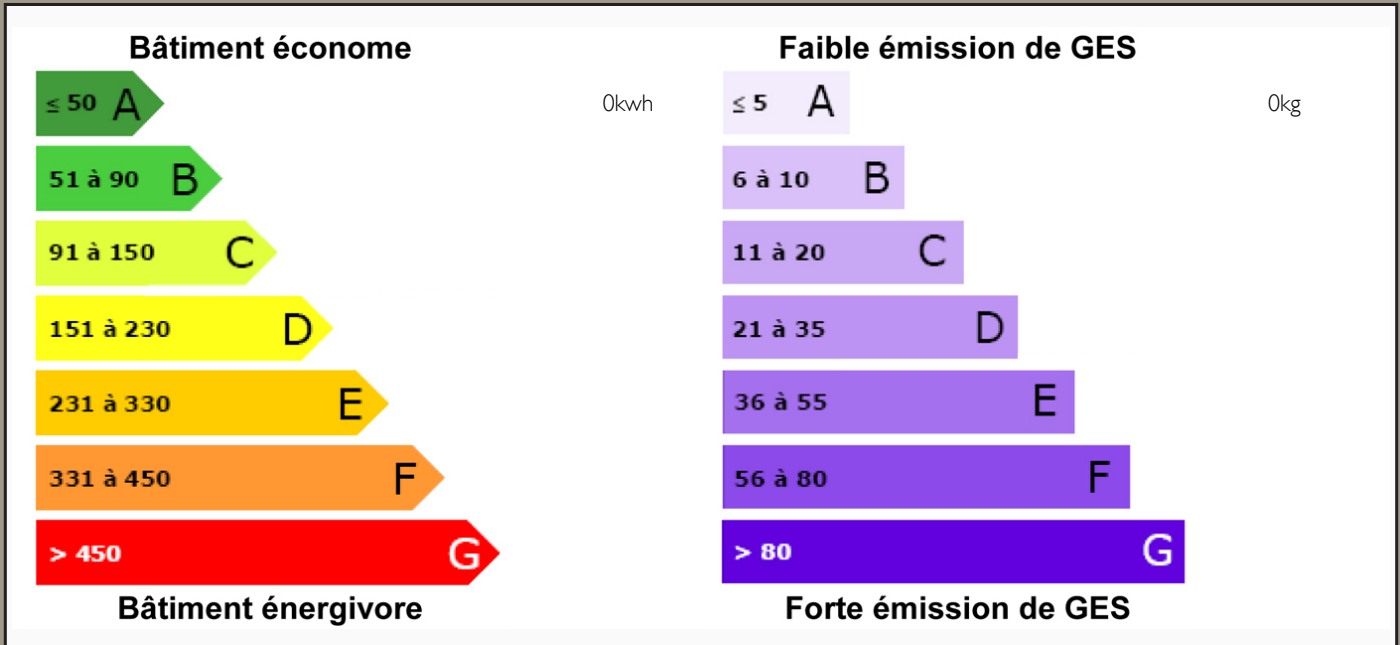 Bâtiment économe
≤ 50 A
0kwh
51 à 90 B
91 à 150 C
151 à 230 D
231 à 330 E
331 à 450 F
> 450 G
Bâtiment énergivore
Faible émission de GES
≤ 5 A
0kg
6 à 10 B
11 à 20 C
21 à 35 D
36 à 55 E
56 à 80 F
> 80 G
Forte émission de GES